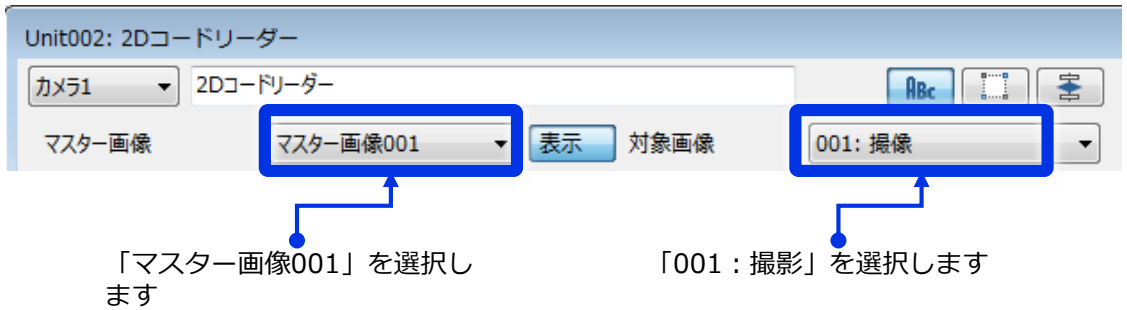 Unit002: 2Dコードリーダー
カメラ1 2Dコードリーダー ABC
マスター画像 マスター画像001 表示 対象画像 001: 撮像
「マスター画像001」を選択し
ます
「001：撮影」を選択します